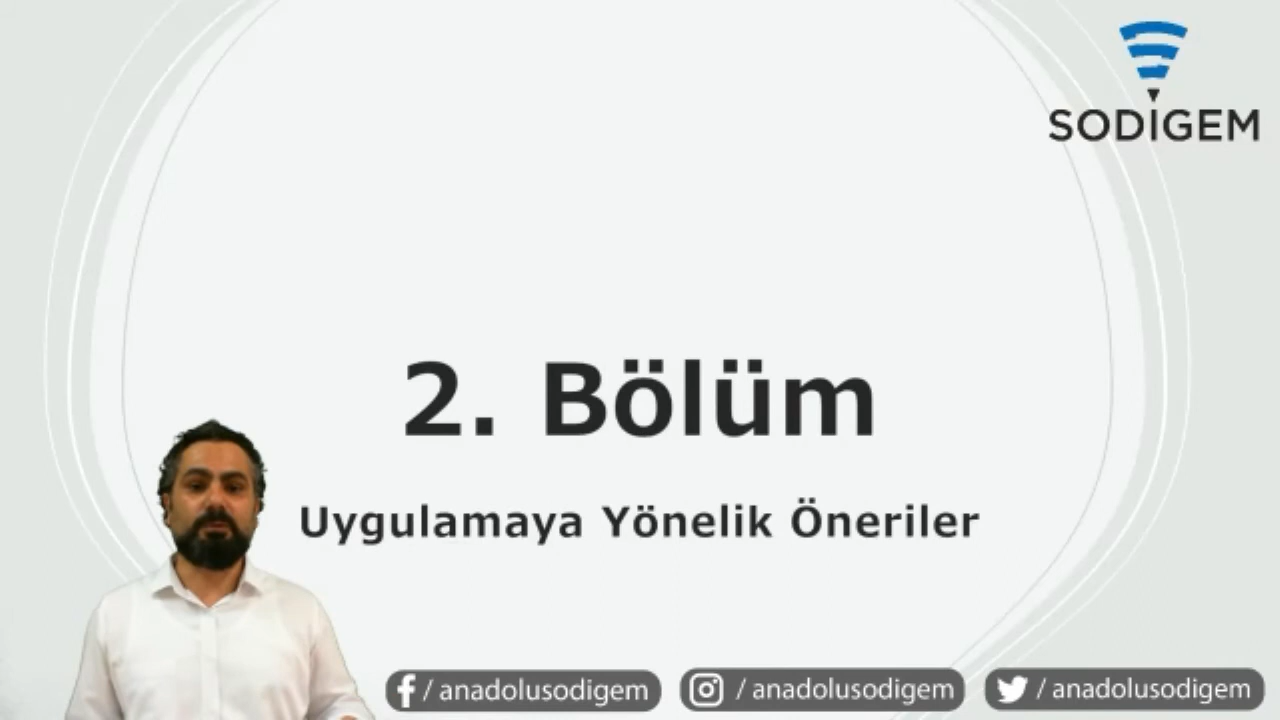 SODİGEM
2. Bölüm
Uygulamaya Yönelik Öneriler
/ anadolusodigem
/ anadolusodigem
/ anadolusodigem